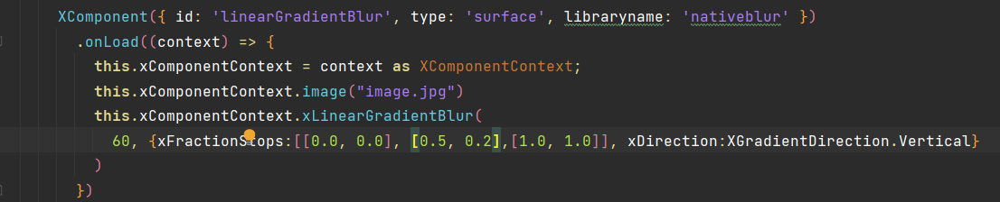 XComponent({ id: 'linearGradientBlur', type: 'surface', libraryname: 'nativeblur' })
.onLoad((context) => {
this.xComponentContext = context as XComponentContext;
this.xComponentContext.image("image.jpg")
this.xComponentContext.xLinearGradientBlur(
60, {xFractionStops:[[0.0, 0.0], [0.5, 0.2],[1.0, 1.0]], xDirection:XGradientDirection.Vertical}
)
})